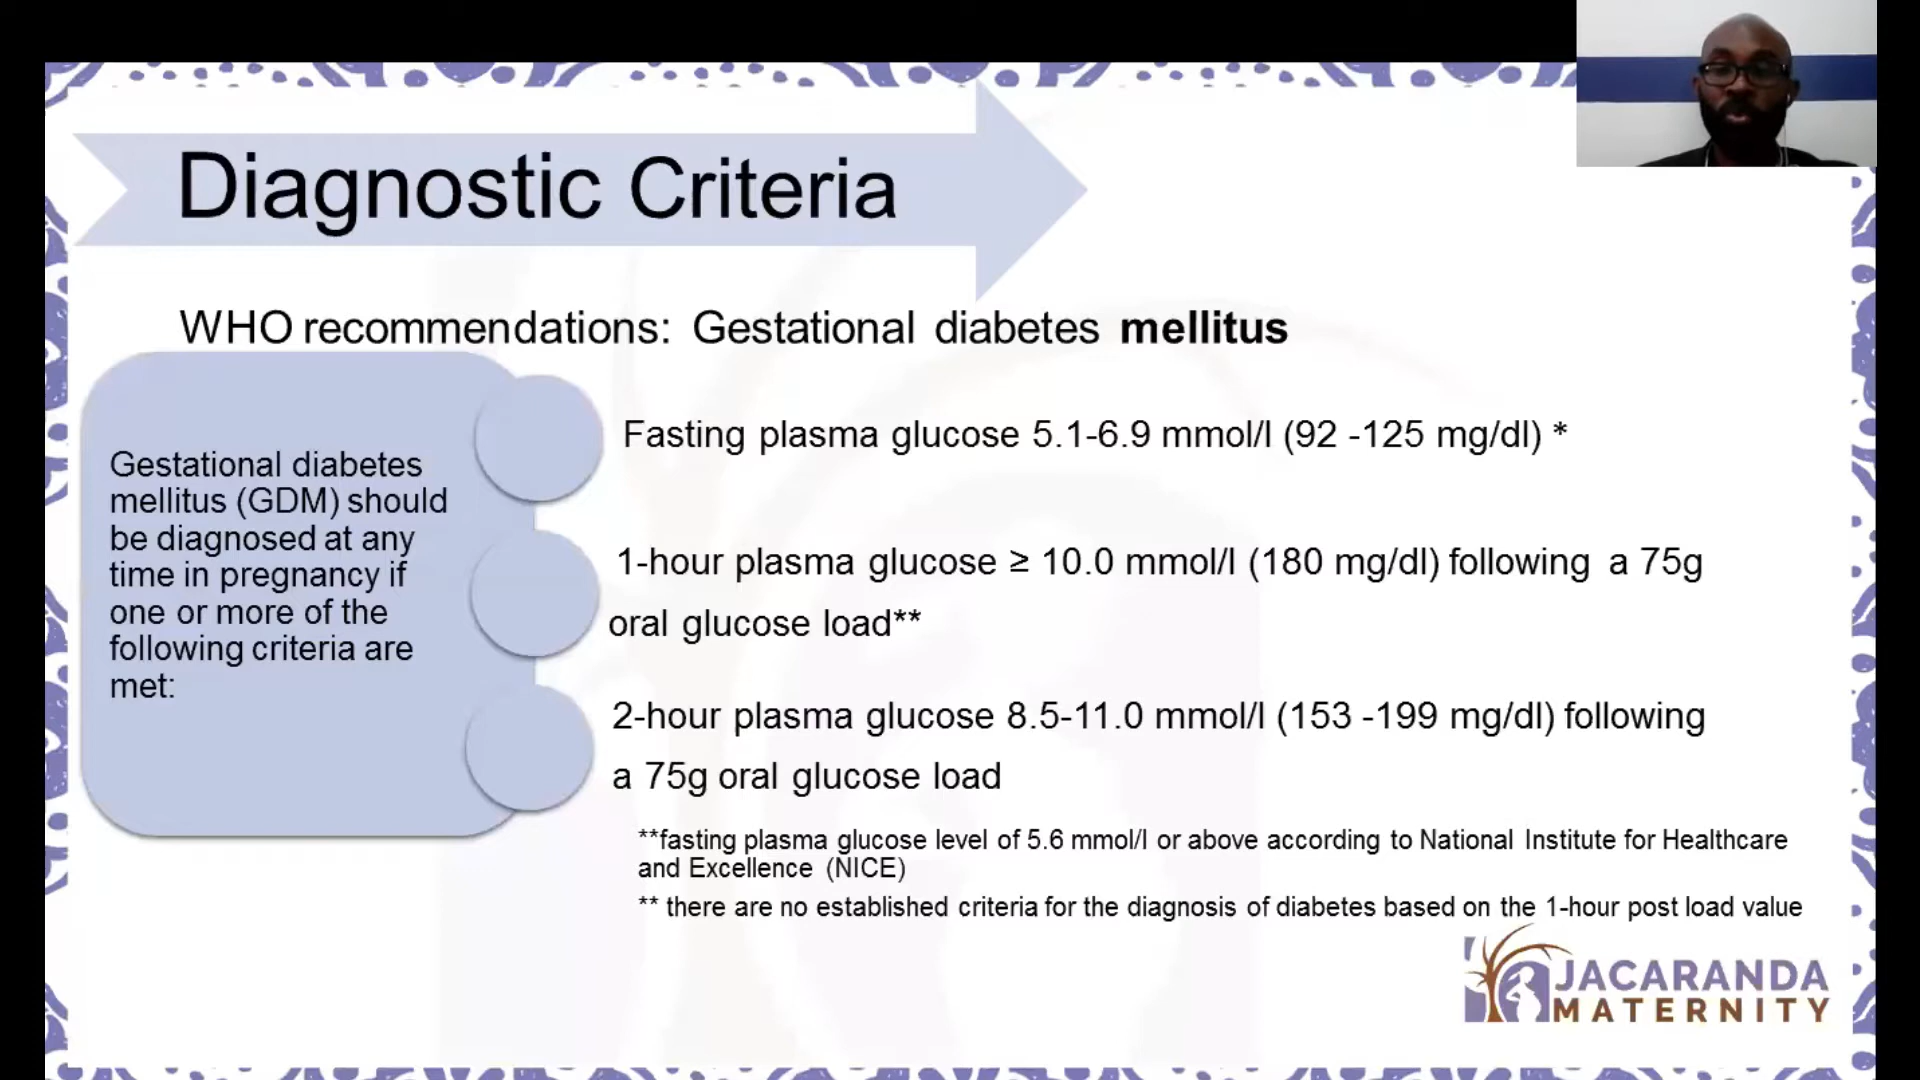 Diagnostic Criteria
WHO recommendations: Gestational diabetes mellitus
Gestational diabetes
mellitus (GDM) should
be diagnosed at any
time in pregnancy if
one or more of the
following criteria are
met:
Fasting plasma glucose 5.1-6.9 mmol/l (92 -125 mg/dl) *
1-hour plasma glucose ≥ 10.0 mmol/l (180 mg/dl) following a 75g
oral glucose load**
2-hour plasma glucose 8.5-11.0 mmol/l (153 -199 mg/dl) following
a 75g oral glucose load
**fasting plasma glucose level of 5.6 mmol/l or above according to National Institute for Healthcare
and Excellence (NICE)
** there are no established criteria for the diagnosis of diabetes based on the 1-hour post load value
JACARANDA
MATERNITY